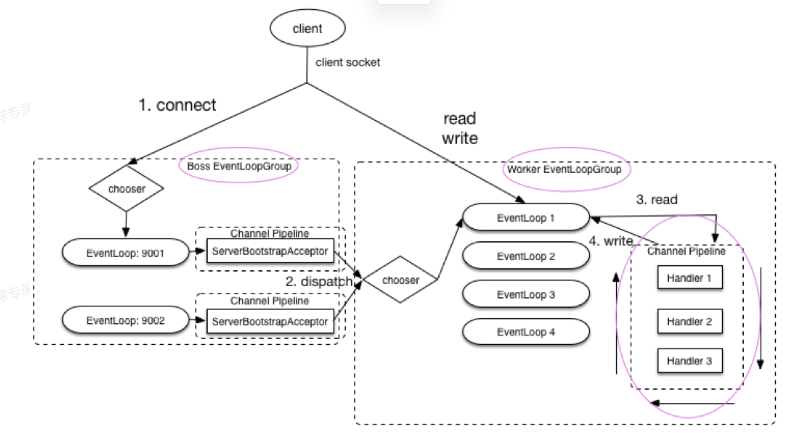 client
client socket
1. connect
read
write
Boss EventLoopGroup
Worker EventLoopGroup
chooser
EventLoop 1
3. read
Channel Pipeline
EventLoop: 9001
ServerBootstrapAcceptor
4. write
Channel Pipeline
EventLoop 2
Handler 1
2. dispatch
chooser
EventLoop 3
Channel Pipeline
EventLoop: 9002
ServerBootstrapAcceptor
Handler 2
EventLoop 4
Handler 3